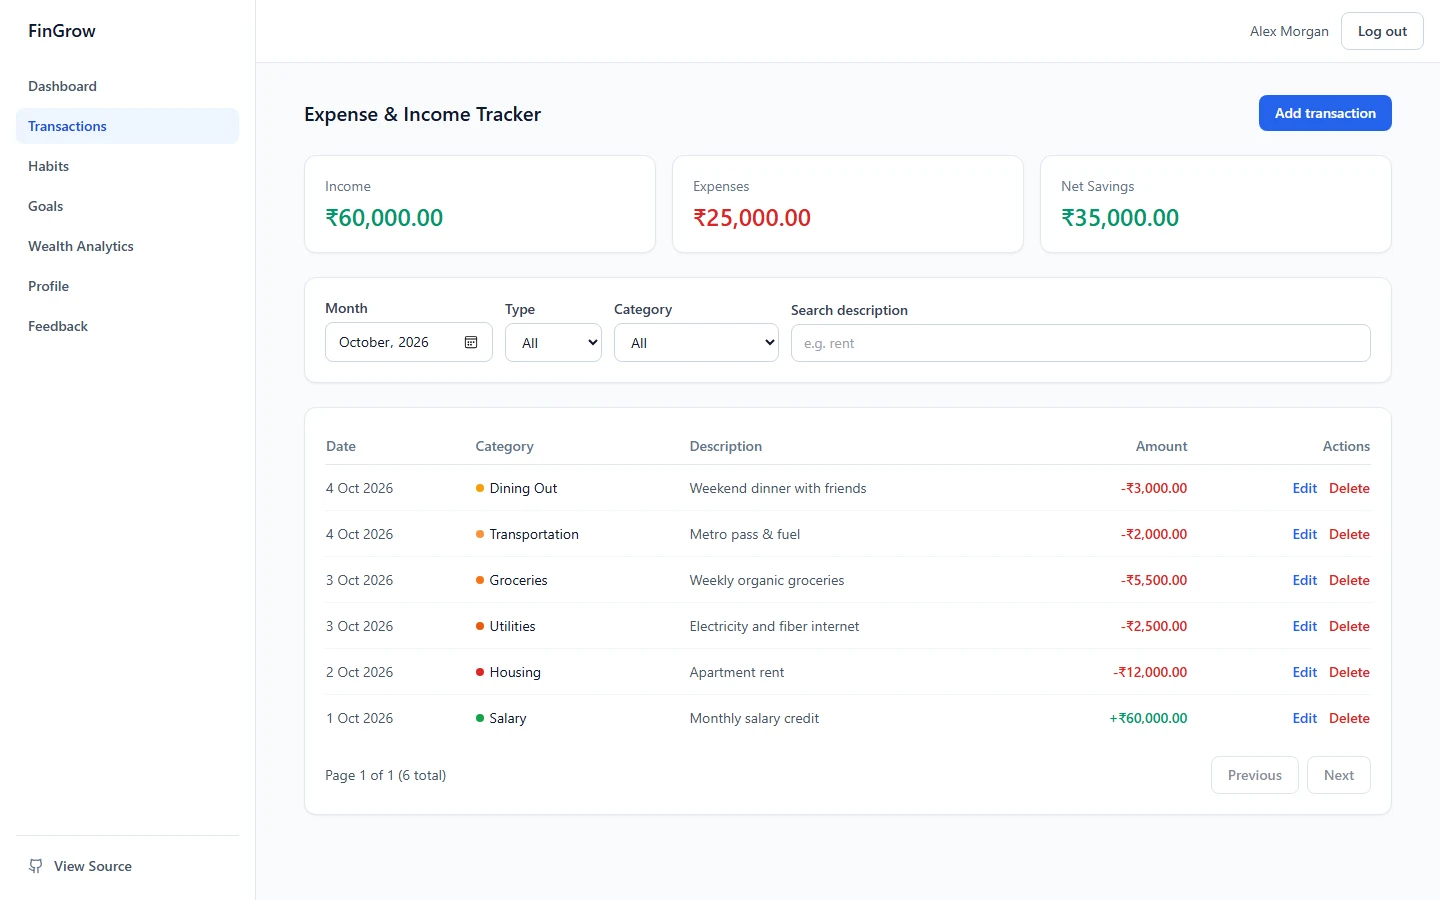 FinGrow
Alex Morgan
Log out
Dashboard
Transactions
Habits
Goals
Wealth Analytics
Profile
Feedback
View Source
Expense & Income Tracker
Add transaction
Income
₹60,000.00
Expenses
₹25,000.00
Net Savings
₹35,000.00
Month
October, 2026
Type
All
Category
All
Search description
e.g. rent
Date Category Description Amount Actions
4 Oct 2026 Dining Out Weekend dinner with friends -₹3,000.00 Edit Delete
4 Oct 2026 Transportation Metro pass & fuel -₹2,000.00 Edit Delete
3 Oct 2026 Groceries Weekly organic groceries -₹5,500.00 Edit Delete
3 Oct 2026 Utilities Electricity and fiber internet -₹2,500.00 Edit Delete
2 Oct 2026 Housing Apartment rent -₹12,000.00 Edit Delete
1 Oct 2026 Salary Monthly salary credit +₹60,000.00 Edit Delete
Page 1 of 1 (6 total)
Previous
Next